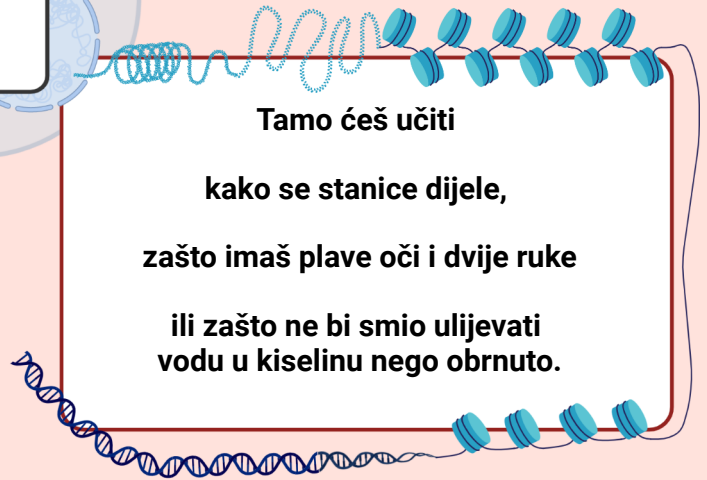 Tamo ćeš učiti
kako se stanice dijele,
zašto imaš plave oči i dvije ruke
ili zašto ne bi smio ulijevati
vodu u kiselinu nego obrnuto.